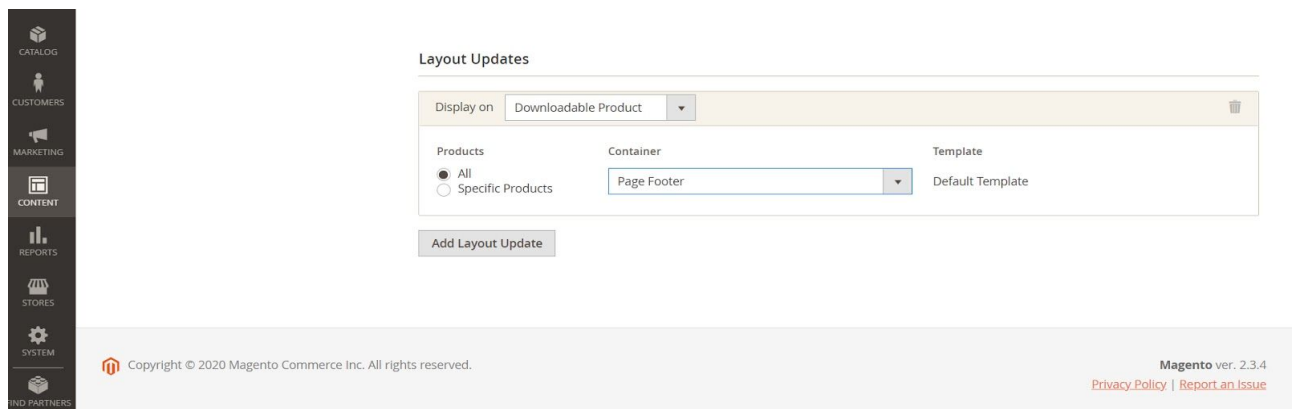 CATALOG
CUSTOMERS
MARKETING
CONTENT
REPORTS
STORES
SYSTEM
FIND PARTNERS
Layout Updates
Display on Downloadable Product
Products Container Template
All
Specific Products
Page Footer
Default Template
Add Layout Update
Copyright © 2020 Magento Commerce Inc. All rights reserved.
Magento ver. 2.3.4
Privacy Policy | Report an Issue